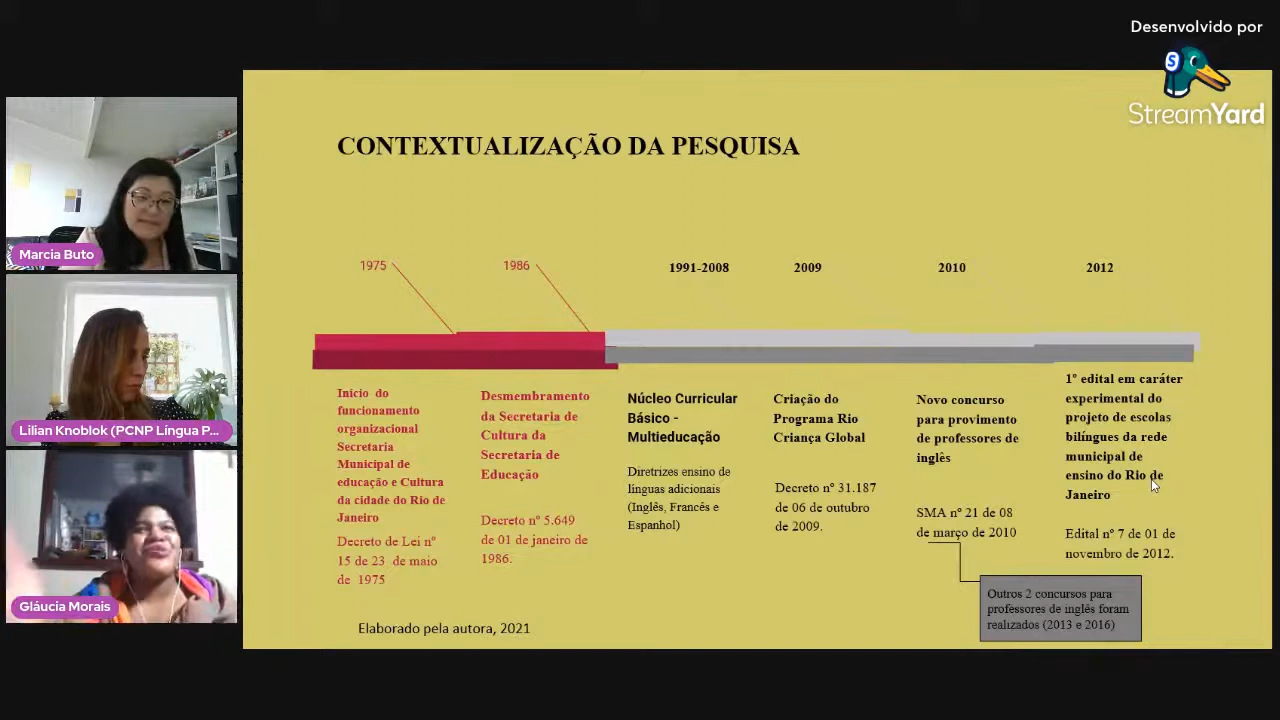 Desenvolvido por
StreamYard
CONTEXTUALIZAÇÃO DA PESQUISA
1975
1986
1991-2008
2009
2010
2012
Inicio do
funcionamento
organizacional
Secretaria
Municipal de
educação e Cultura
da cidade do Rio de
Janeiro
Decreto de Lei nº
15 de 23 de maio
de 1975
Desmembramento
da Secretaria de
Cultura da
Secretaria de
Educação
Decreto nº 5.649
de 01 de janeiro de
1986.
Núcleo Curricular
Básico -
Multieducação
Diretrizes ensino de
línguas adicionais
(Inglês, Francês e
Espanhol)
Criação do
Programa Rio
Criança Global
Decreto nº 31.187
de 06 de outubro
de 2009.
Novo concurso
para provimento
de professores de
inglês
SMA nº 21 de 08
de março de 2010
Outros 2 concursos para
professores de inglês foram
realizados (2013 e 2016)
1º edital em caráter
experimental do
projeto de escolas
bilíngues da rede
municipal de
ensino do Rio de
Janeiro
Edital nº 7 de 01 de
novembro de 2012.
Elaborado pela autora, 2021
Marcia Buto
Lilian Knoblok (PCNP Língua P...
Gláucia Morais